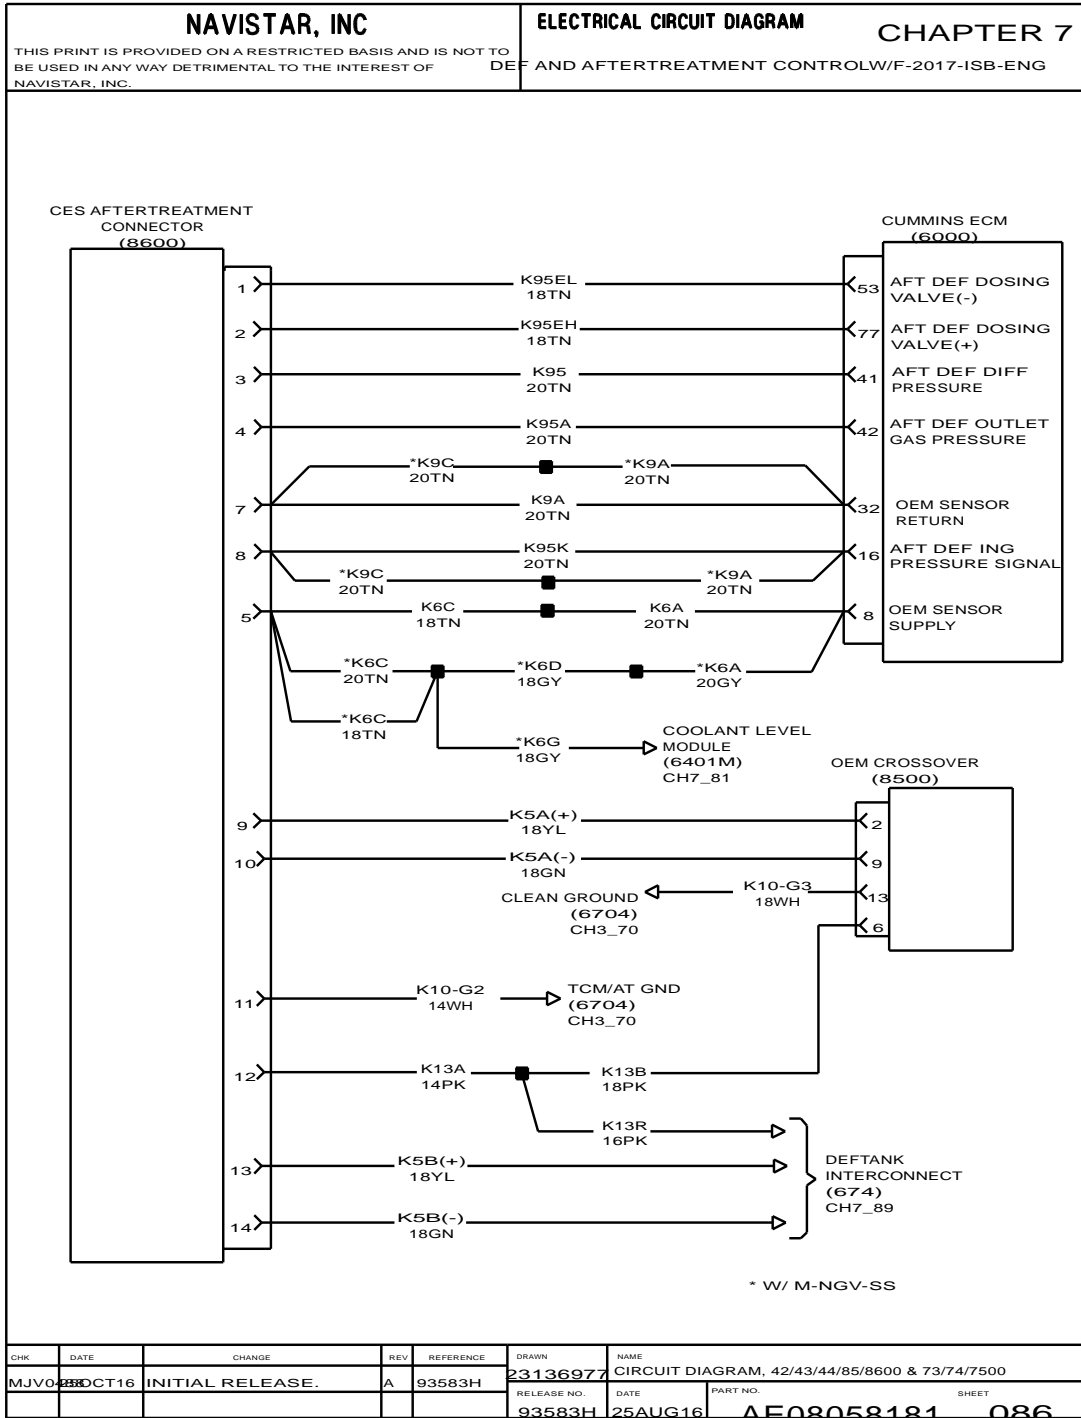 NAVISTAR, INC
THIS PRINT IS PROVIDED ON A RESTRICTED BASIS AND IS NOT TO
BE USED IN ANY WAY DETRIMENTAL TO THE INTEREST OF
NAVISTAR, INC.
ELECTRICAL CIRCUIT DIAGRAM
CHAPTER 7
DEF AND AFTERTREATMENT CONTROLW/F-2017-ISB-ENG
CES AFTERTREATMENT
CONNECTOR
(8600)
CUMMINS ECM
(6000)
1
K95EL
18TN
53
AFT DEF DOSING
VALVE(-)
2
K95EH
18TN
77
AFT DEF DOSING
VALVE(+)
3
K95
20TN
41
AFT DEF DIFF
PRESSURE
4
K95A
20TN
42
AFT DEF OUTLET
GAS PRESSURE
*K9C
20TN
*K9A
20TN
7
K9A
20TN
32
OEM SENSOR
RETURN
8
K95K
20TN
16
AFT DEF ING
PRESSURE SIGNAL
*K9C
20TN
*K9A
20TN
5
K6C
18TN
K6A
20TN
8
OEM SENSOR
SUPPLY
*K6C
20TN
*K6D
18GY
*K6A
20GY
*K6C
18TN
*K6G
18GY
COOLANT LEVEL
MODULE
(6401M)
CH7_81
OEM CROSSOVER
(8500)
9
K5A(+)
18YL
2
10
K5A(-)
18GN
9
CLEAN GROUND
(6704)
CH3_70
K10-G3
18WH
13
6
11
K10-G2
14WH
TCM/AT GND
(6704)
CH3_70
12
K13A
14PK
K13B
18PK
K13R
16PK
13
K5B(+)
18YL
14
K5B(-)
18GN
DEFTANK
INTERCONNECT
(674)
CH7_89
* W/ M-NGV-SS
CHK
DATE
CHANGE
REV
REFERENCE
DRAWN
NAME
OCT16
INITIAL RELEASE.
A
93583H
23136977
CIRCUIT DIAGRAM, 42/43/44/85/8600 & 73/74/7500
RELEASE NO.
DATE
PART NO.
SHEET
93583H
25AUG16
AE08058181
086